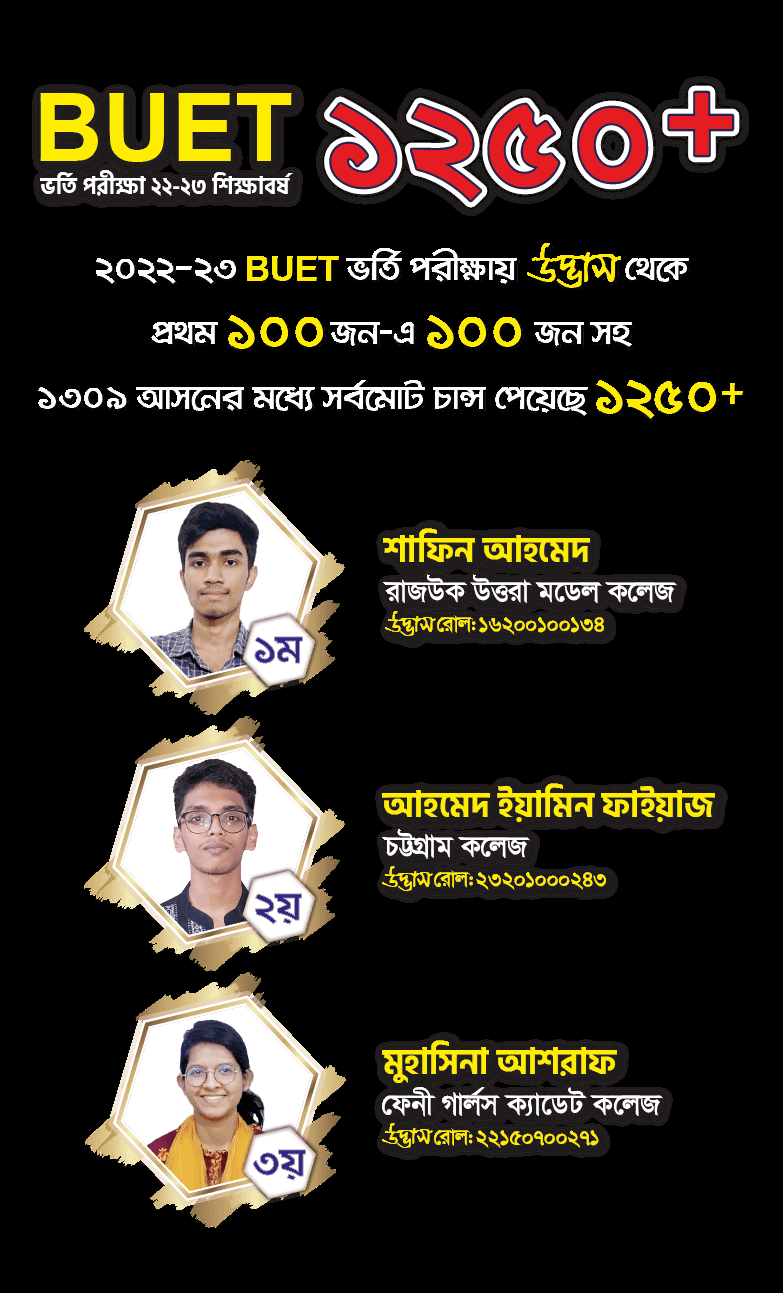 BUET ১২৫০+
ভর্তি পরীক্ষা ২২-২৩ শিক্ষাবর্ষ
২০২২-২৩ BUET ভর্তি পরীক্ষায় উদ্ভাস থেকে
প্রথম ১০০ জন-এ ১০০ জন সহ
১৩০৯ আসনের মধ্যে সর্বমোট চান্স পেয়েছে ১২৫০+
শাফিন আহমেদ
রাজউক উত্তরা মডেল কলেজ
উদ্ভাস রোল: ১৬২০০১০০১৩৪
১ম
আহমেদ ইয়ামিন ফাইয়াজ
চট্টগ্রাম কলেজ
উদ্ভাস রোল: ২৩২০১০০০২৪৩
২য়
মুহাসিনা আশরাফ
ফেনী গার্লস ক্যাডেট কলেজ
উদ্ভাস রোল: ২২১৫০৭০০২৭১
৩য়